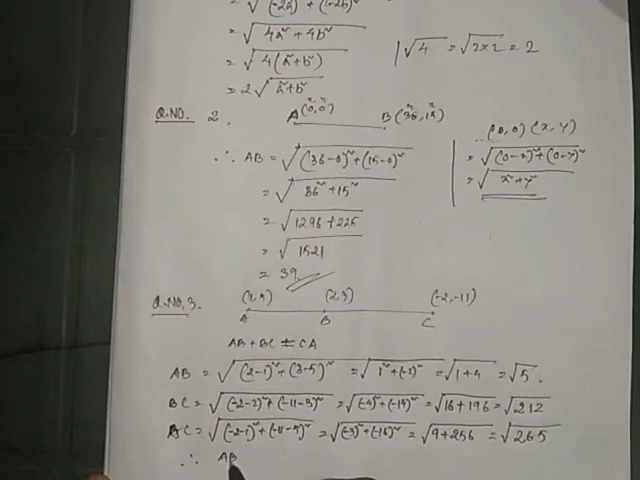 = √(-2a)² + (-2b)²
= √4a² + 4b²
= √4(a² + b²) | √4 = √2×2 = 2
= 2√a² + b²
Q.NO. 2. A(0,0) B(36,15)
∴ AB = √(36-0)² + (15-0)²
= √36² + 15²
= √1296 + 225
= √1521
= 39
(0,0) (x,y)
= √(0-x)² + (0-y)²
= √x² + y²
Q.NO.3. (1,5) (2,3) (-2,-11)
A B C
AB + BC ≠ CA
AB = √(2-1)² + (3-5)² = √1² + (-2)² = √1+4 = √5.
BC = √(-2-2)² + (-11-3)² = √(-4)² + (-14)² = √16+196 = √212
AC = √(-2-1)² + (-11-5)² = √(-3)² + (-16)² = √9+256 = √265
∴ AB